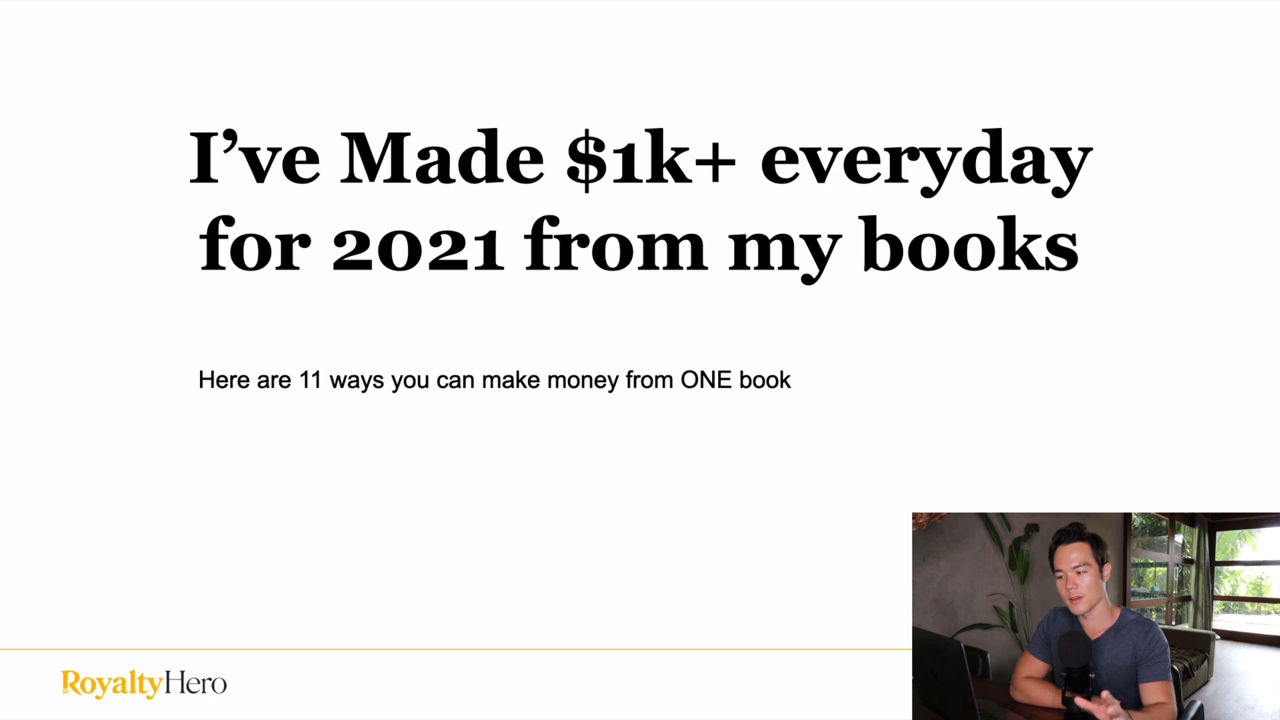 I’ve Made $1k+ everyday
for 2021 from my books
Here are 11 ways you can make money from ONE book
RoyaltyHero